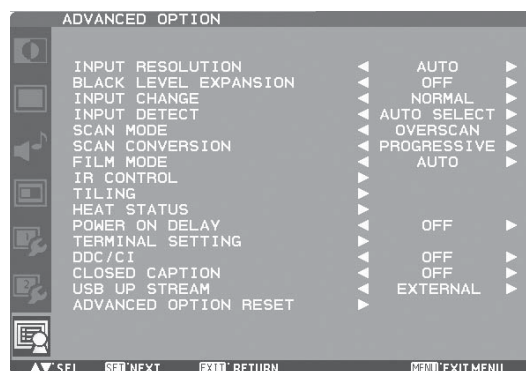 ADVANCED OPTION
INPUT RESOLUTION ◀ AUTO ▶
BLACK LEVEL EXPANSION ◀ OFF ▶
INPUT CHANGE ◀ NORMAL ▶
INPUT DETECT ◀ AUTO SELECT ▶
SCAN MODE ◀ OVERSCAN ▶
SCAN CONVERSION ◀ PROGRESSIVE ▶
FILM MODE ◀ AUTO ▶
IR CONTROL ▶
TILING ▶
HEAT STATUS ▶
POWER ON DELAY ◀ OFF ▶
TERMINAL SETTING ▶
DDC/CI ◀ OFF ▶
CLOSED CAPTION ◀ OFF ▶
USB UP STREAM ◀ EXTERNAL ▶
ADVANCED OPTION RESET ▶
▲▼:SEL SET:NEXT EXIT:RETURN MENU:EXITMENU